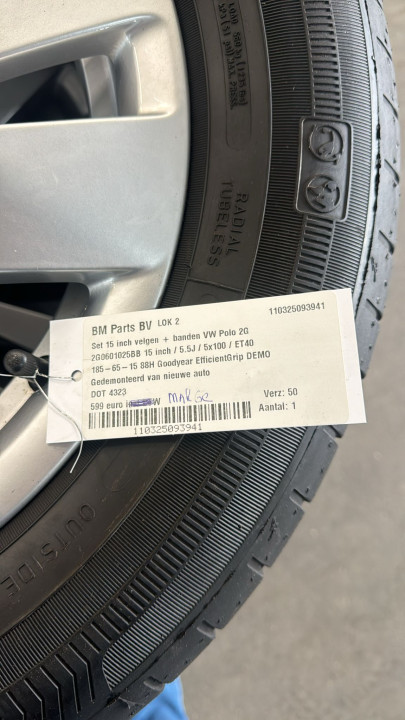 RADIAL
TUBELESS
BM Parts BV LOK 2
110325093941
Set 15 inch velgen + banden VW Polo 2G
2G0601025BB 15 inch / 5.5J / 5x100 / ET40
185-65-15 88H Goodyear EfficientGrip DEMO
Gedemonteerd van nieuwe auto
DOT 4323
599 euro
Verz: 50
Aantal: 1
110325093941
OUTSIDE